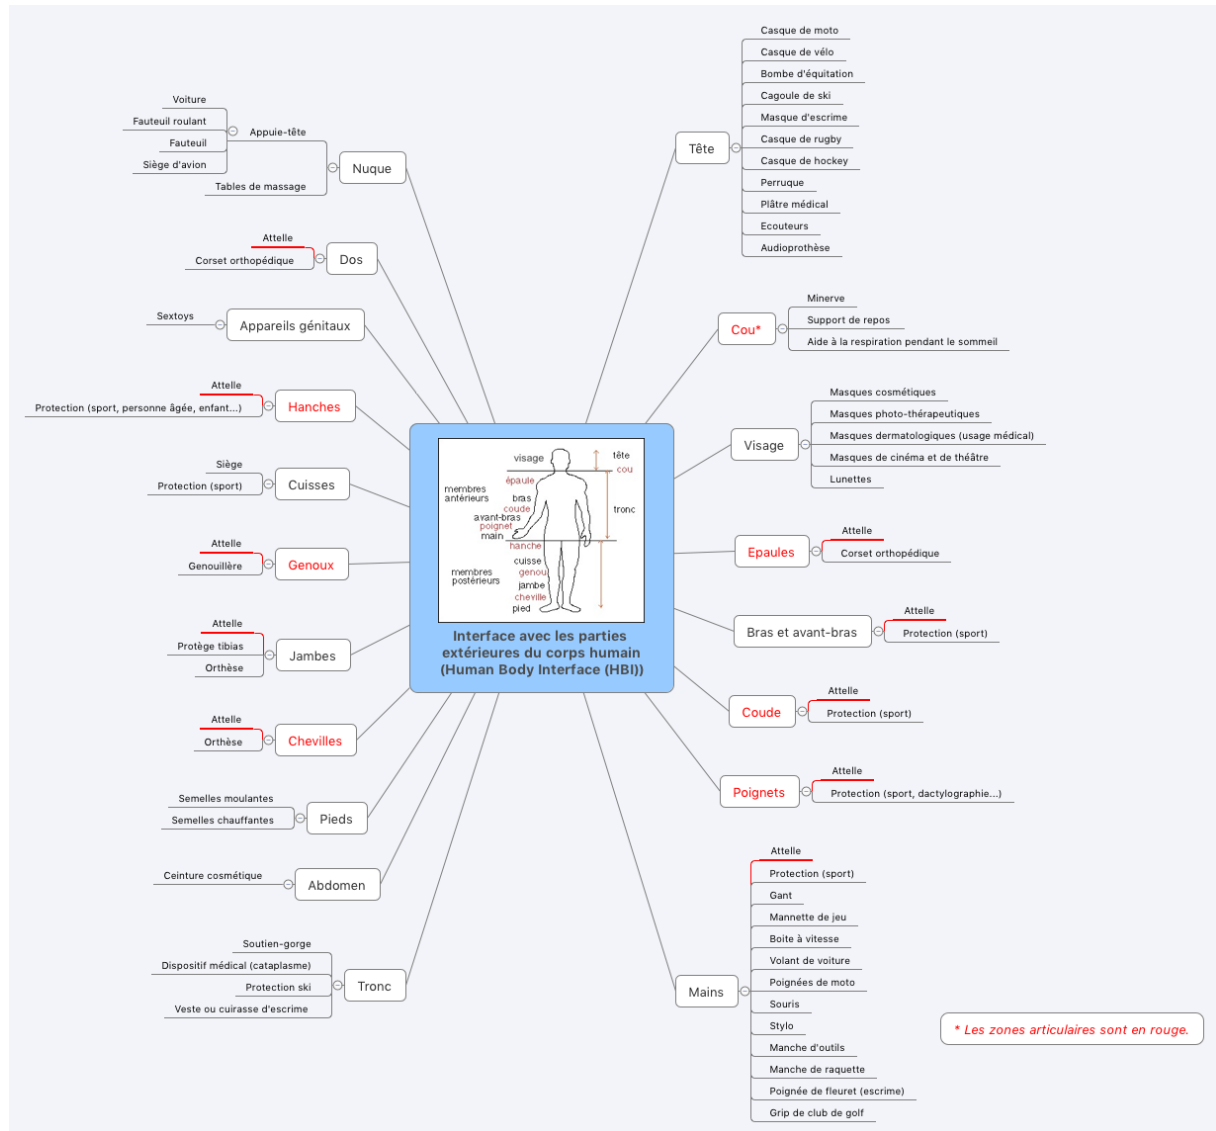 Voiture
Fauteuil roulant
Fauteuil
Siège d'avion
Appuie-tête
Tables de massage
Nuque
Attelle
Corset orthopédique
Dos
Sextoys
Appareils génitaux
Attelle
Protection (sport, personne âgée, enfant...)
Hanches
Siège
Protection (sport)
Cuisses
Attelle
Genouillère
Genoux
Attelle
Protège tibias
Orthèse
Jambes
Attelle
Orthèse
Chevilles
Semelles moulantes
Semelles chauffantes
Pieds
Ceinture cosmétique
Abdomen
Soutien-gorge
Dispositif médical (cataplasme)
Protection ski
Veste ou cuirasse d'escrime
Tronc
visage
tête
cou
épaule
membres
antérieurs
bras
coude
avant-bras
poignet
main
tronc
hanche
cuisse
genou
membres
postérieurs
jambe
cheville
pied
Interface avec les parties
extérieures du corps humain
(Human Body Interface (HBI))
Tête
Casque de moto
Casque de vélo
Bombe d'équitation
Cagoule de ski
Masque d'escrime
Casque de rugby
Casque de hockey
Perruque
Plâtre médical
Ecouteurs
Audioprothèse
Cou*
Minerve
Support de repos
Aide à la respiration pendant le sommeil
Visage
Masques cosmétiques
Masques photo-thérapeutiques
Masques dermatologiques (usage médical)
Masques de cinéma et de théâtre
Lunettes
Epaules
Attelle
Corset orthopédique
Bras et avant-bras
Attelle
Protection (sport)
Coude
Attelle
Protection (sport)
Poignets
Attelle
Protection (sport, dactylographie...)
Mains
Attelle
Protection (sport)
Gant
Mannette de jeu
Boite à vitesse
Volant de voiture
Poignées de moto
Souris
Stylo
Manche d'outils
Manche de raquette
Poignée de fleuret (escrime)
Grip de club de golf
* Les zones articulaires sont en rouge.